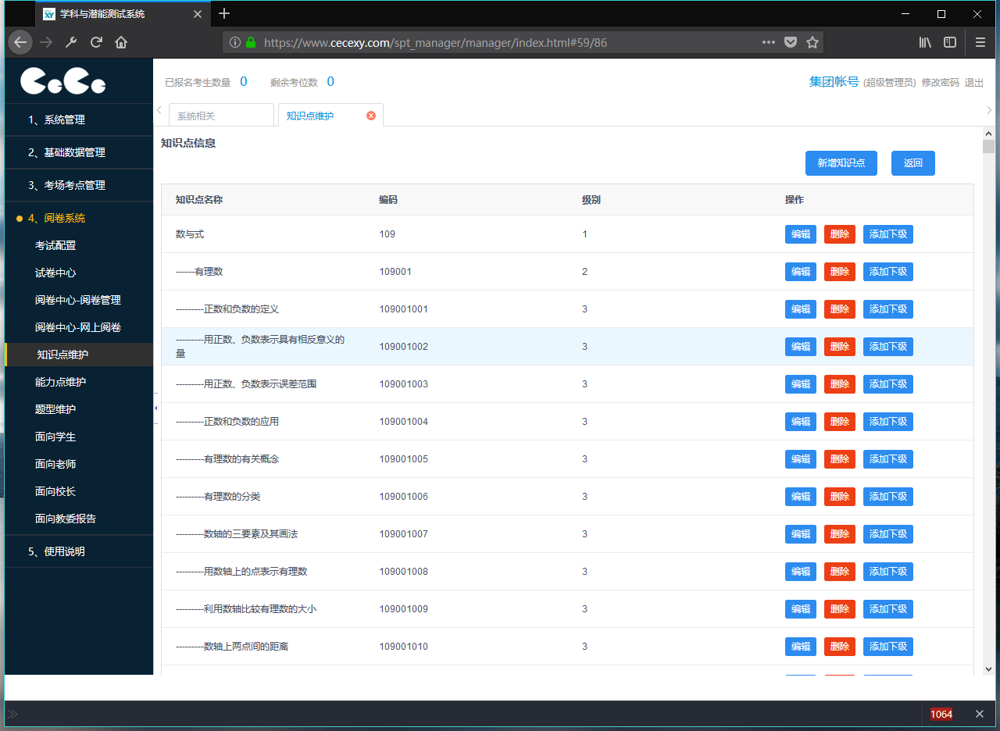 学科与潜能测试系统
https://www.cecexy.com/spt_manager/manager/index.html#59/86
CeCe
已报名考生数量 0 剩余考位数 0
集团帐号 (超级管理员) 修改密码 退出
系统相关 知识点维护
1、系统管理
2、基础数据管理
3、考场考点管理
4、阅卷系统
考试配置
试卷中心
阅卷中心-阅卷管理
阅卷中心-网上阅卷
知识点维护
能力点维护
题型维护
面向学生
面向老师
面向校长
面向教委报告
5、使用说明
知识点信息
新增知识点 返回
知识点名称 编码 级别 操作
数与式 109 1 编辑 删除 添加下级
------有理数 109001 2 编辑 删除 添加下级
---------正数和负数的定义 109001001 3 编辑 删除 添加下级
---------用正数、负数表示具有相反意义的
量 109001002 3 编辑 删除 添加下级
---------用正数、负数表示误差范围 109001003 3 编辑 删除 添加下级
---------正数和负数的应用 109001004 3 编辑 删除 添加下级
---------有理数的有关概念 109001005 3 编辑 删除 添加下级
---------有理数的分类 109001006 3 编辑 删除 添加下级
---------数轴的三要素及其画法 109001007 3 编辑 删除 添加下级
---------用数轴上的点表示有理数 109001008 3 编辑 删除 添加下级
---------利用数轴比较有理数的大小 109001009 3 编辑 删除 添加下级
---------数轴上两点间的距离 109001010 3 编辑 删除 添加下级
1064